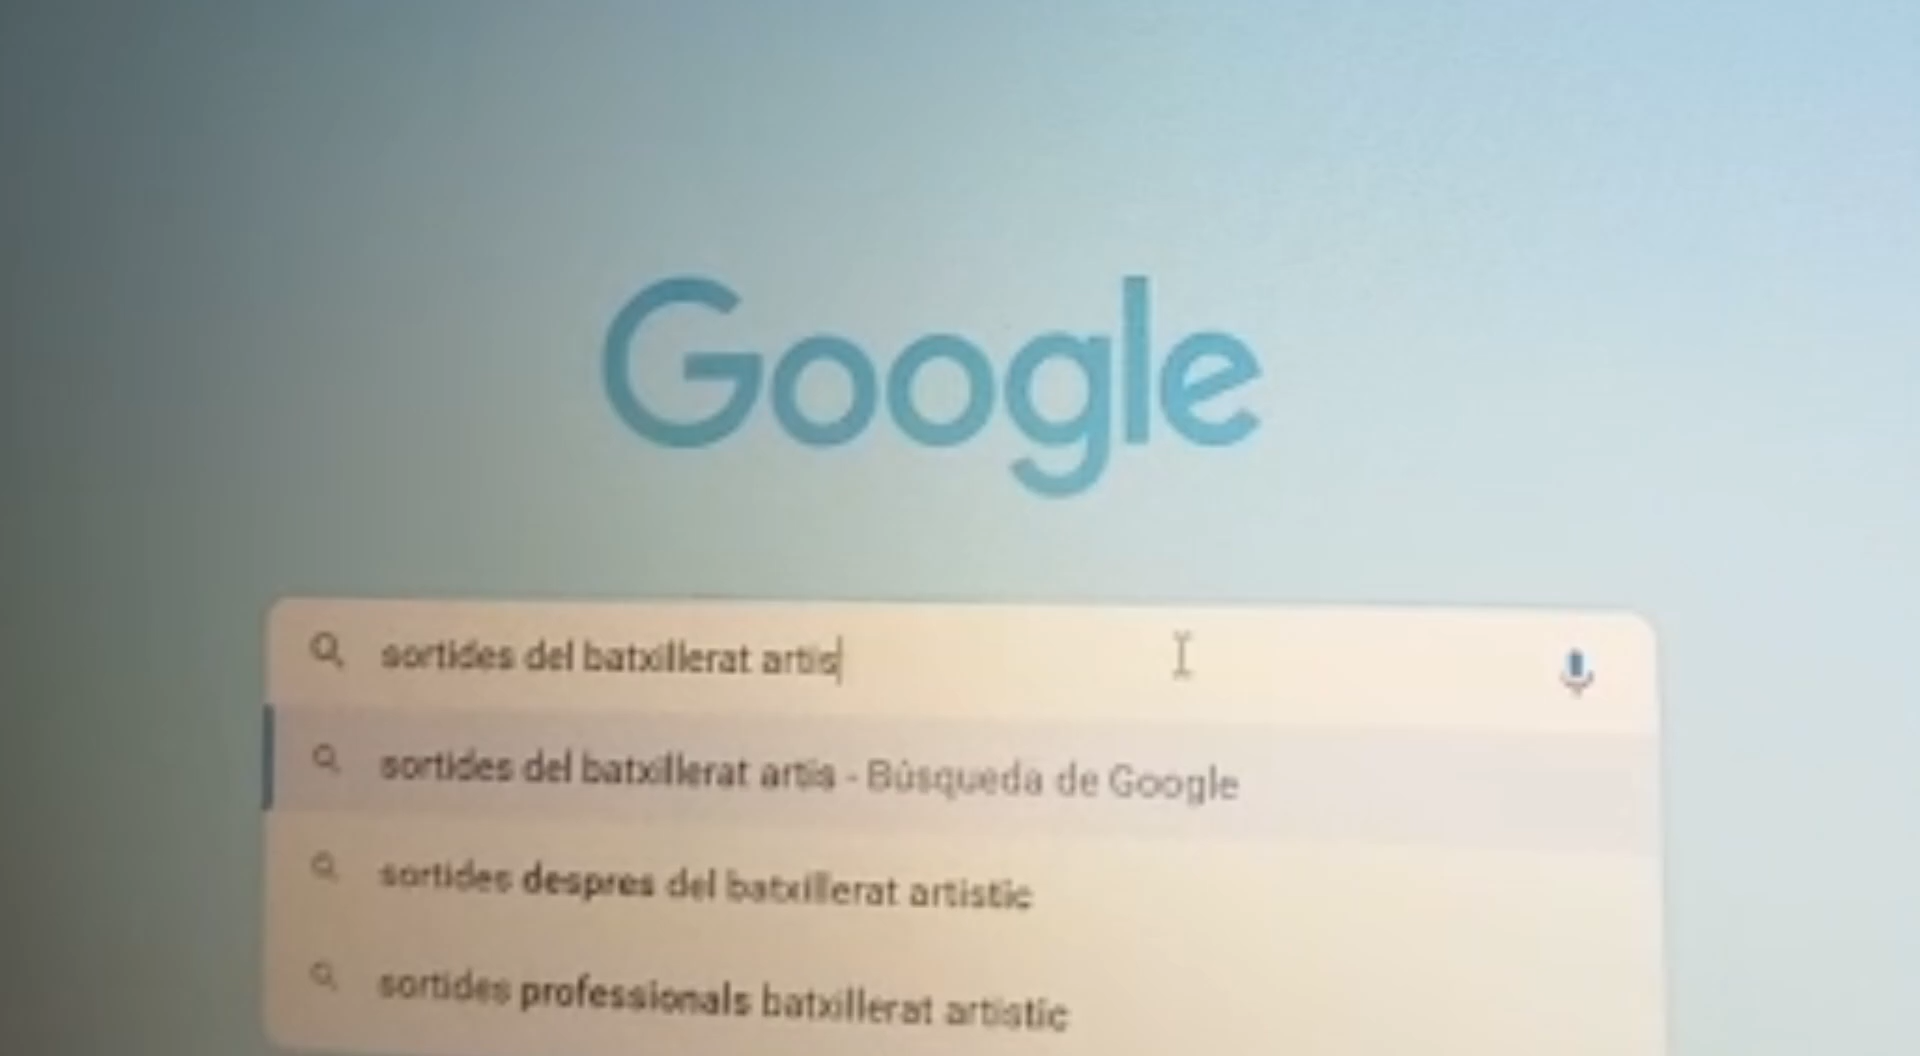 Google
sortides del batxillerat artis
sortides del batxillerat artis - Búsqueda de Google
sortides despres del batxillerat artistic
sortides professionals batxillerat artistic